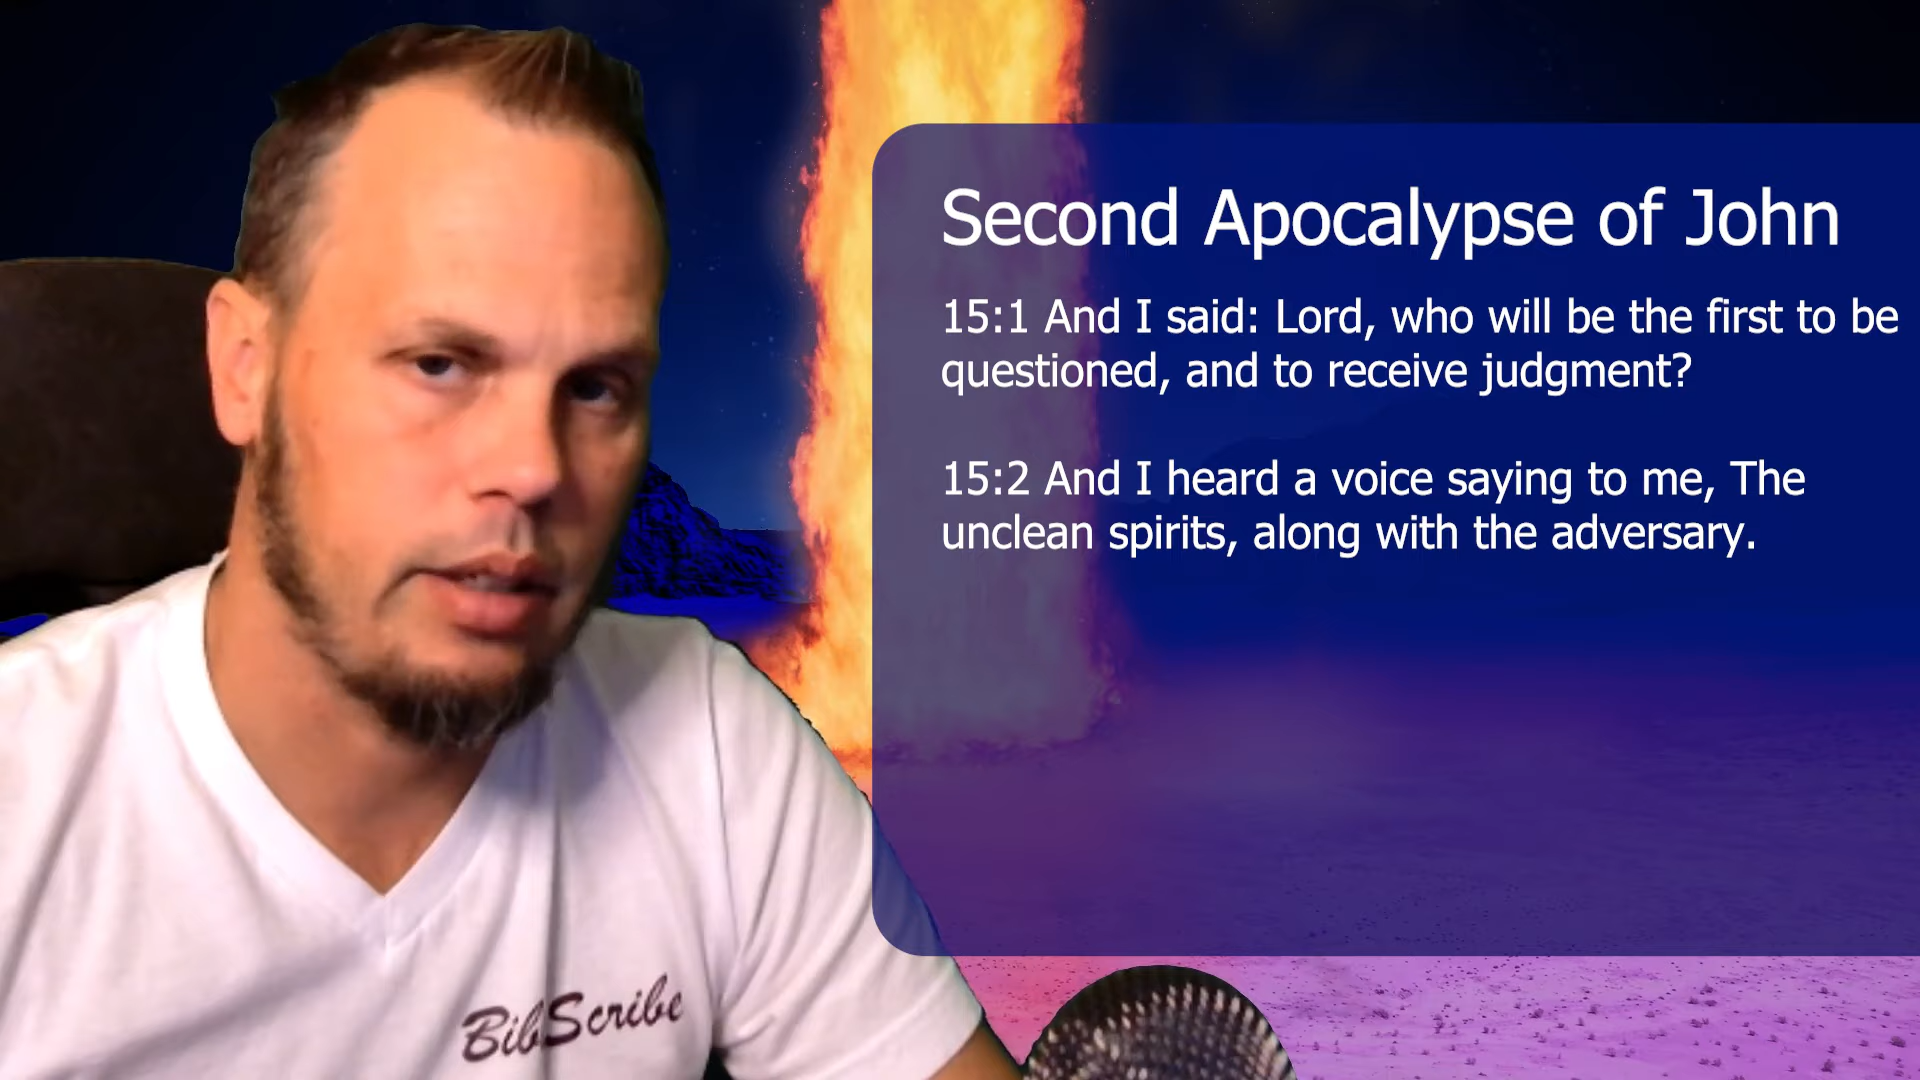 Second Apocalypse of John
15:1 And I said: Lord, who will be the first to be
questioned, and to receive judgment?
15:2 And I heard a voice saying to me, The
unclean spirits, along with the adversary.
BibScribe